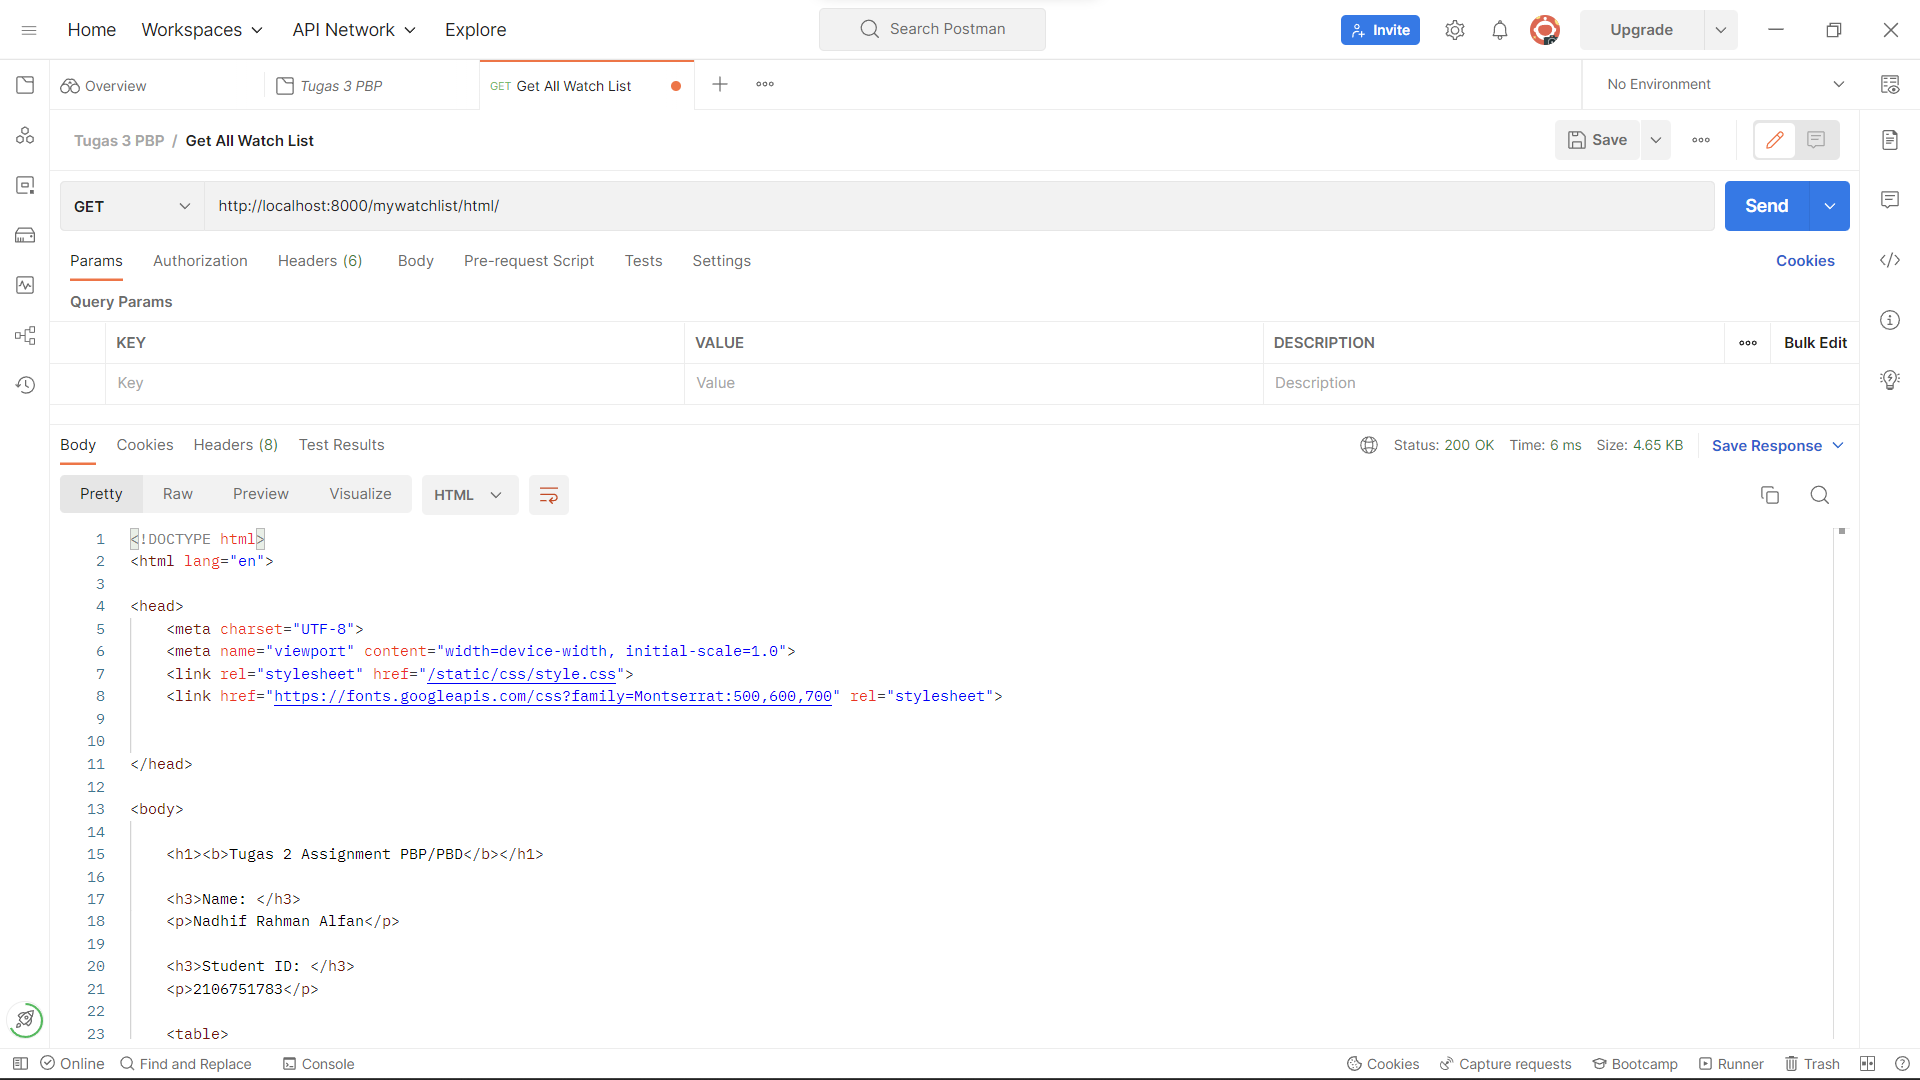 Home Workspaces API Network Explore Search Postman Invite Upgrade
Overview Tugas 3 PBP GET Get All Watch List No Environment
Tugas 3 PBP / Get All Watch List Save
GET http://localhost:8000/mywatchlist/html/ Send
Params Authorization Headers (6) Body Pre-request Script Tests Settings Cookies
Query Params
KEY VALUE DESCRIPTION Bulk Edit
Key Value Description
Body Cookies Headers (8) Test Results Status: 200 OK Time: 6 ms Size: 4.65 KB Save Response
Pretty Raw Preview Visualize HTML
1 <!DOCTYPE html>
2 <html lang="en">
3
4 <head>
5 <meta charset="UTF-8">
6 <meta name="viewport" content="width=device-width, initial-scale=1.0">
7 <link rel="stylesheet" href="/static/css/style.css">
8 <link href="https://fonts.googleapis.com/css?family=Montserrat:500,600,700" rel="stylesheet">
9
10
11 </head>
12
13 <body>
14
15 <h1><b>Tugas 2 Assignment PBP/PBD</b></h1>
16
17 <h3>Name: </h3>
18 <p>Nadhif Rahman Alfan</p>
19
20 <h3>Student ID: </h3>
21 <p>2106751783</p>
22
23 <table>
Online Find and Replace Console Cookies Capture requests Bootcamp Runner Trash